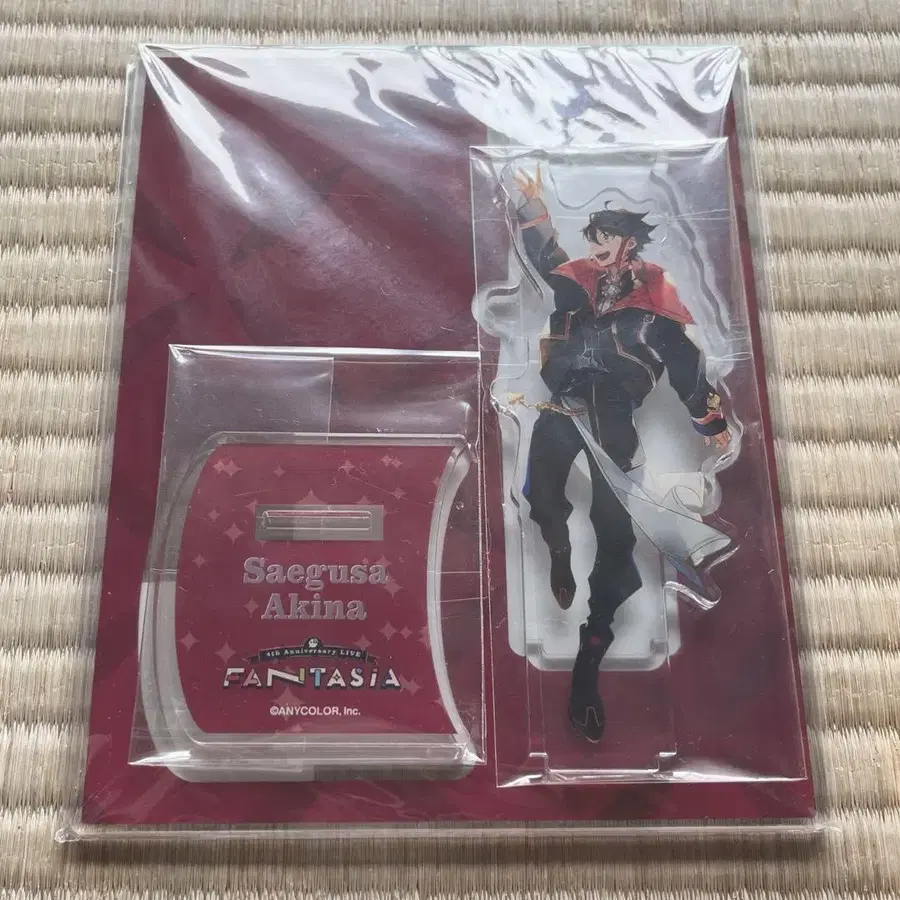 Saegusa
Akina
4th Anniversary LIVE
FANTASIA
©ANYCOLOR, Inc.